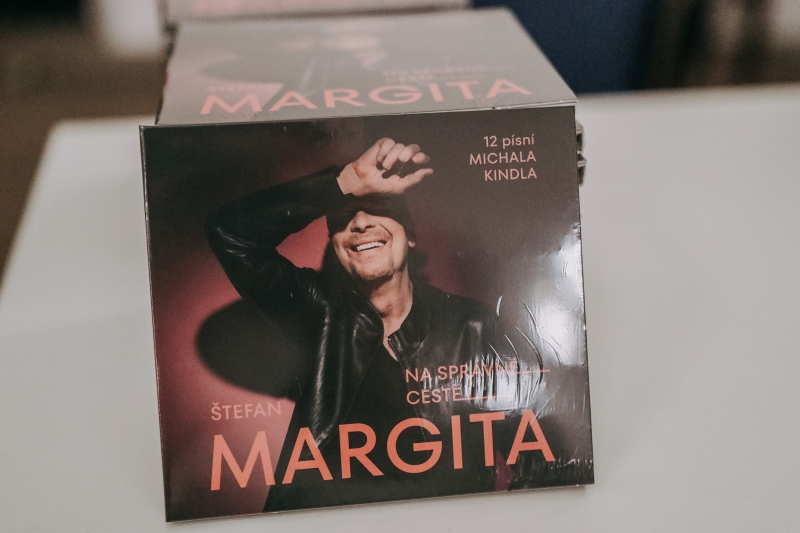 MARGITA
12 písní
MICHALA
KINDLA
NA SPRÁVNÉ
CESTĚ
ŠTEFAN
MARGITA